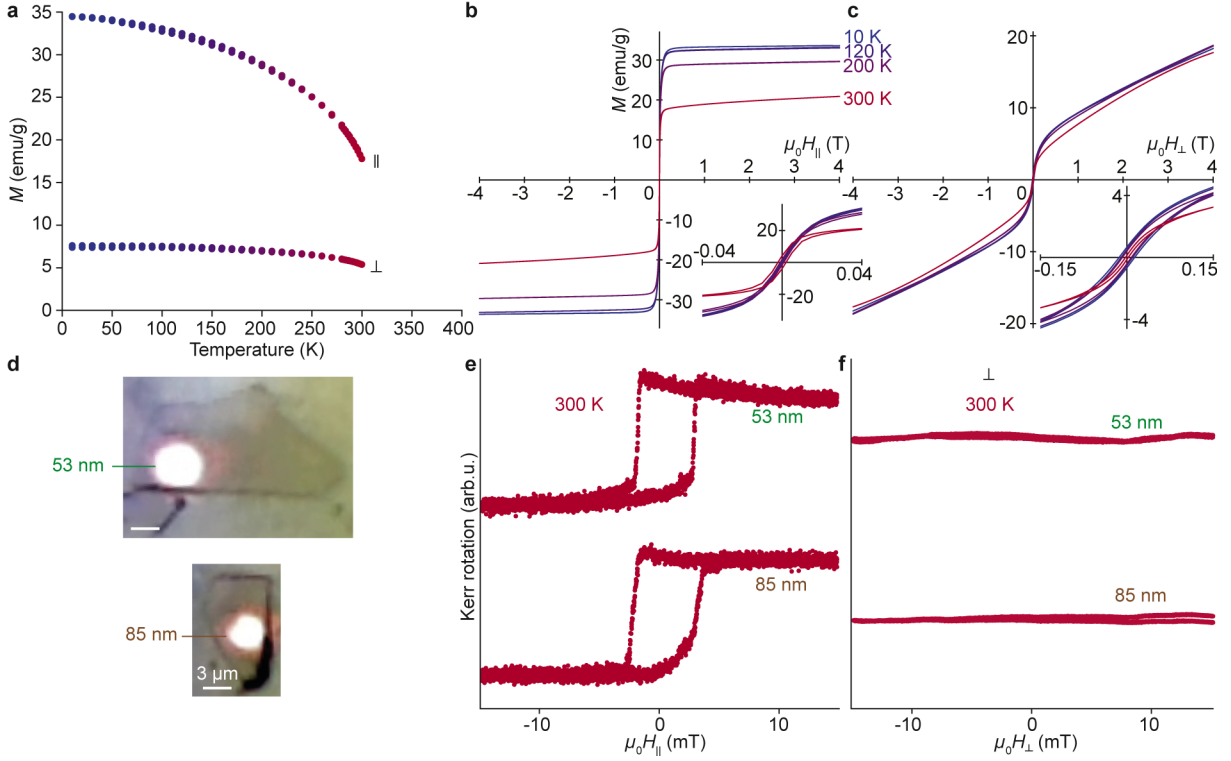 a
M (emu/g)
35
30
25
20
15
10
5
0
0
50
100
150
200
250
300
350
400
Temperature (K)
||
⊥
b
M (emu/g)
30
20
10
0
-10
-20
-30
-4
-3
-2
-1
1
2
3
4
μ₀H|| (T)
10 K
120 K
200 K
300 K
20
-20
-0.04
0.04
c
20
10
0
-10
-20
-4
-3
-2
-1
1
2
3
4
μ₀H⊥ (T)
4
-4
-0.15
0.15
d
53 nm
85 nm
3 μm
e
Kerr rotation (arb.u.)
300 K
53 nm
85 nm
-10
0
10
μ₀H|| (mT)
f
⊥
300 K
53 nm
85 nm
-10
0
10
μ₀H⊥ (mT)